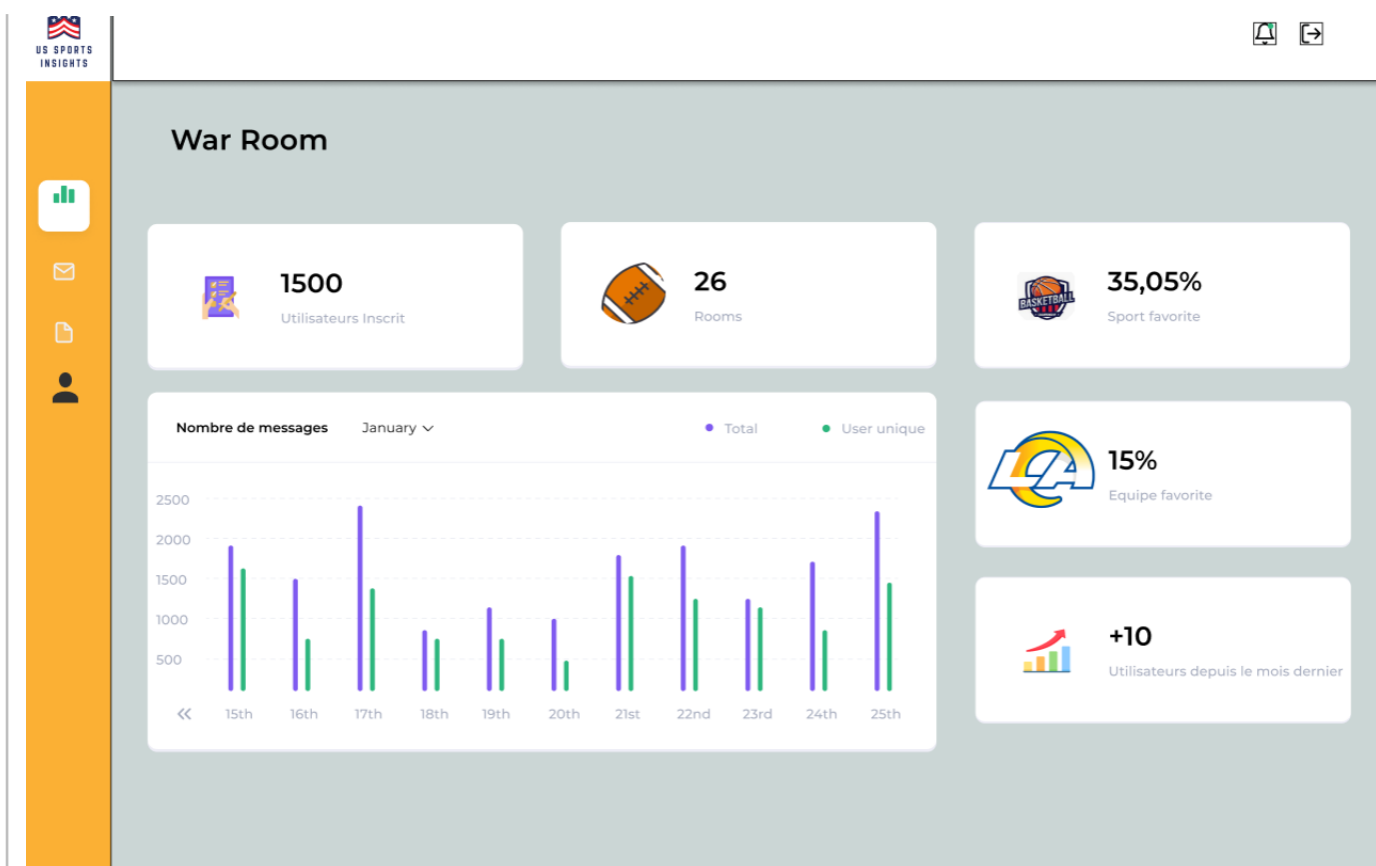 US SPORTS
INSIGHTS
War Room
1500
Utilisateurs Inscrit
26
Rooms
BASKETBALL
35,05%
Sport favorite
Nombre de messages January
Total User unique
2500
2000
1500
1000
500
15th 16th 17th 18th 19th 20th 21st 22nd 23rd 24th 25th
LA
15%
Equipe favorite
+10
Utilisateurs depuis le mois dernier